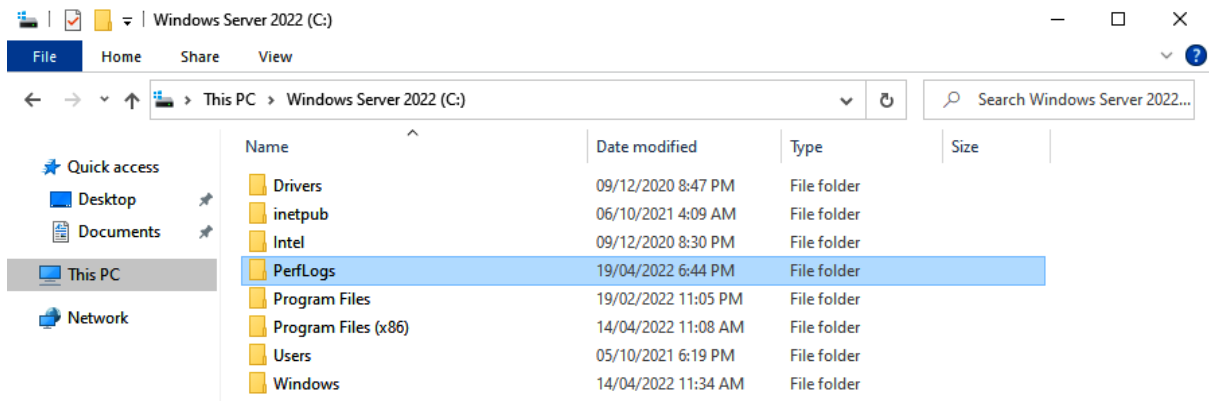 Windows Server 2022 (C:)
File Home Share View
This PC > Windows Server 2022 (C:) Search Windows Server 2022...
Name Date modified Type Size
Quick access
Desktop
Documents
This PC
Network
Drivers 09/12/2020 8:47 PM File folder
inetpub 06/10/2021 4:09 AM File folder
Intel 09/12/2020 8:30 PM File folder
PerfLogs 19/04/2022 6:44 PM File folder
Program Files 19/02/2022 11:05 PM File folder
Program Files (x86) 14/04/2022 11:08 AM File folder
Users 05/10/2021 6:19 PM File folder
Windows 14/04/2022 11:34 AM File folder